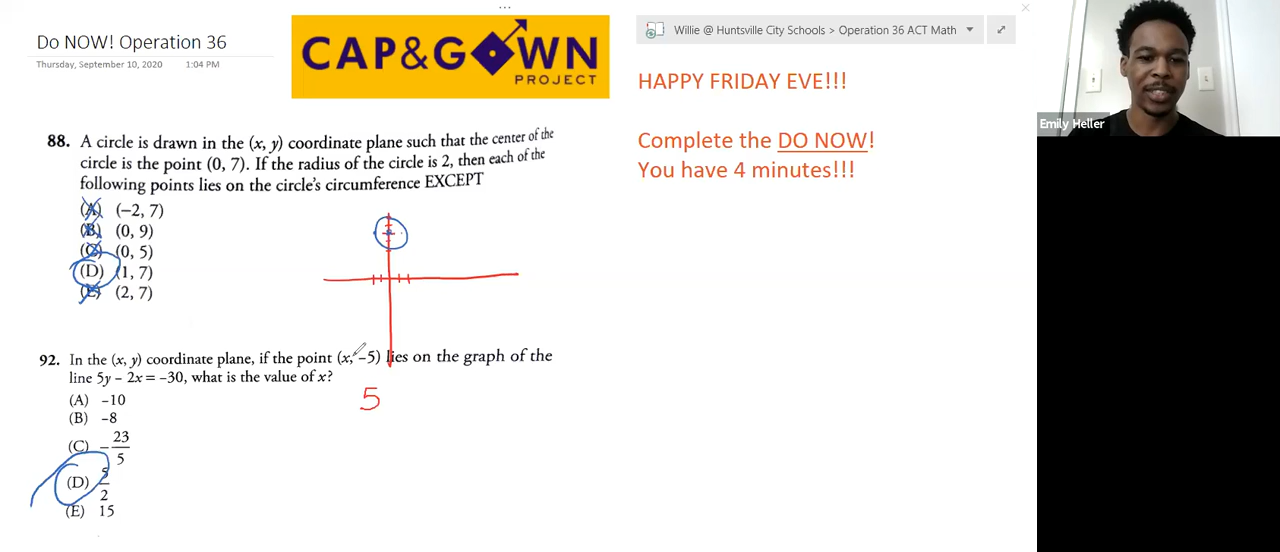 Do NOW! Operation 36
Thursday, September 10, 2020 1:04 PM
CAP&GOWN
PROJECT
Willie @ Huntsville City Schools > Operation 36 ACT Math
HAPPY FRIDAY EVE!!!
Complete the DO NOW!
You have 4 minutes!!!
Emily Heller
88. A circle is drawn in the (x, y) coordinate plane such that the center of the
circle is the point (0, 7). If the radius of the circle is 2, then each of the
following points lies on the circle's circumference EXCEPT
(A) (−2, 7)
(B) (0, 9)
(C) (0, 5)
(D) (1, 7)
(E) (2, 7)
92. In the (x, y) coordinate plane, if the point (x, −5) lies on the graph of the
line 5y − 2x = −30, what is the value of x?
5
(A) −10
(B) −8
(C) −23/5
(D) 5/2
(E) 15